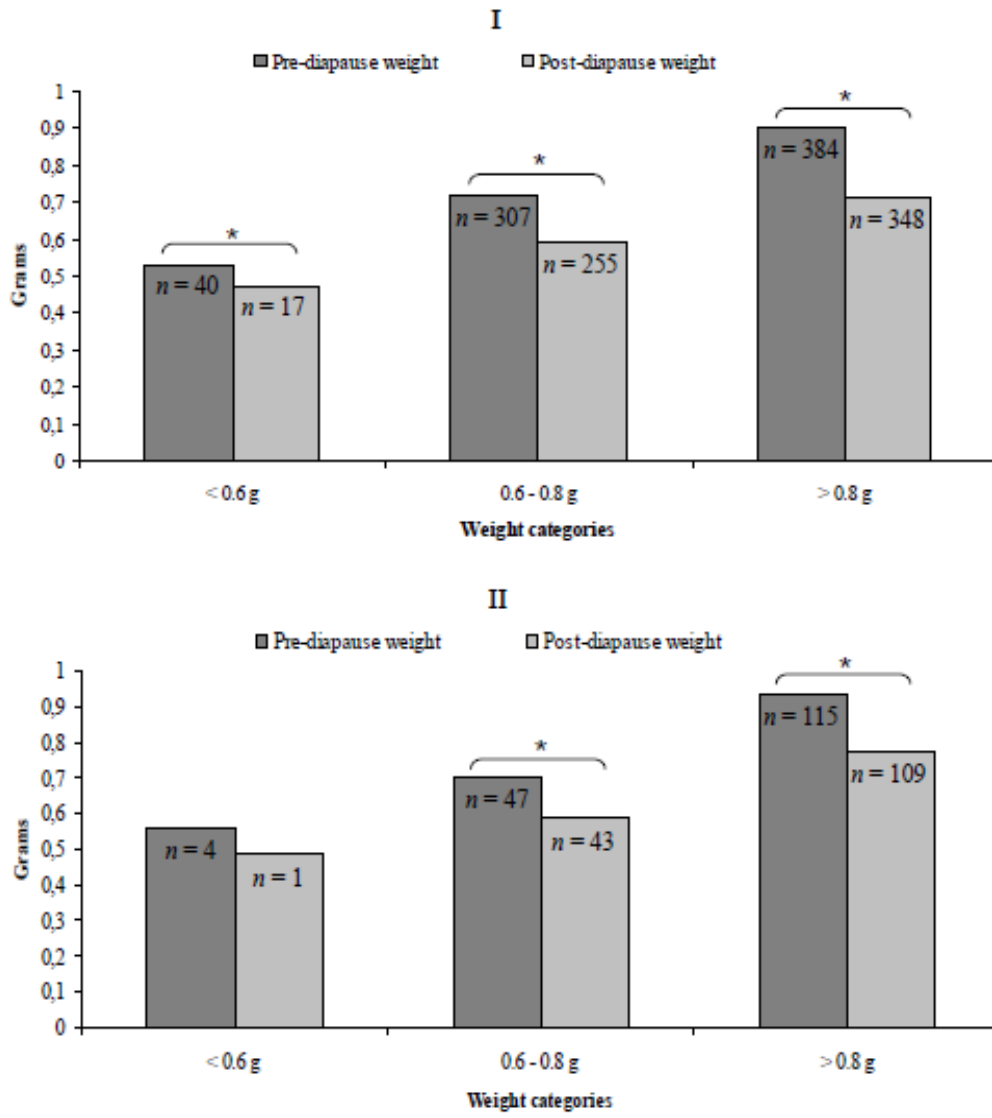 I
Pre-diapause weight Post-diapause weight
1
0,9
0,8
0,7
0,6
0,5
0,4
0,3
0,2
0,1
0
Grams
*
*
*
n = 40
n = 17
n = 307
n = 255
n = 384
n = 348
< 0.6 g 0.6 - 0.8 g > 0.8 g
Weight categories
II
Pre-diapause weight Post-diapause weight
1
0,9
0,8
0,7
0,6
0,5
0,4
0,3
0,2
0,1
0
Grams
*
*
n = 4
n = 1
n = 47
n = 43
n = 115
n = 109
< 0.6 g 0.6 - 0.8 g > 0.8 g
Weight categories